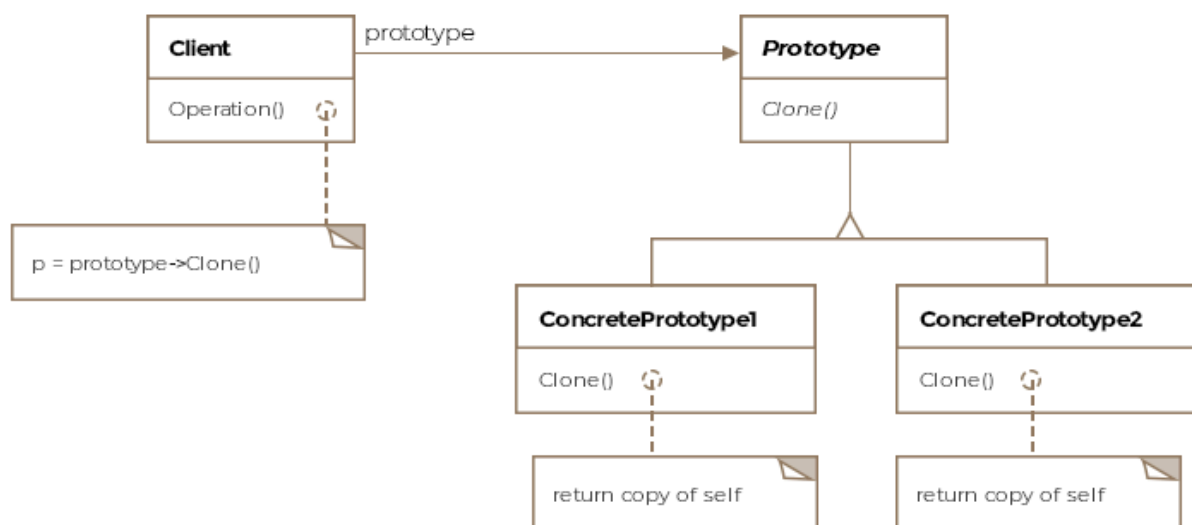 Client
prototype
Prototype
Operation()
Clone()
p = prototype->Clone()
ConcretePrototype1
ConcretePrototype2
Clone()
Clone()
return copy of self
return copy of self